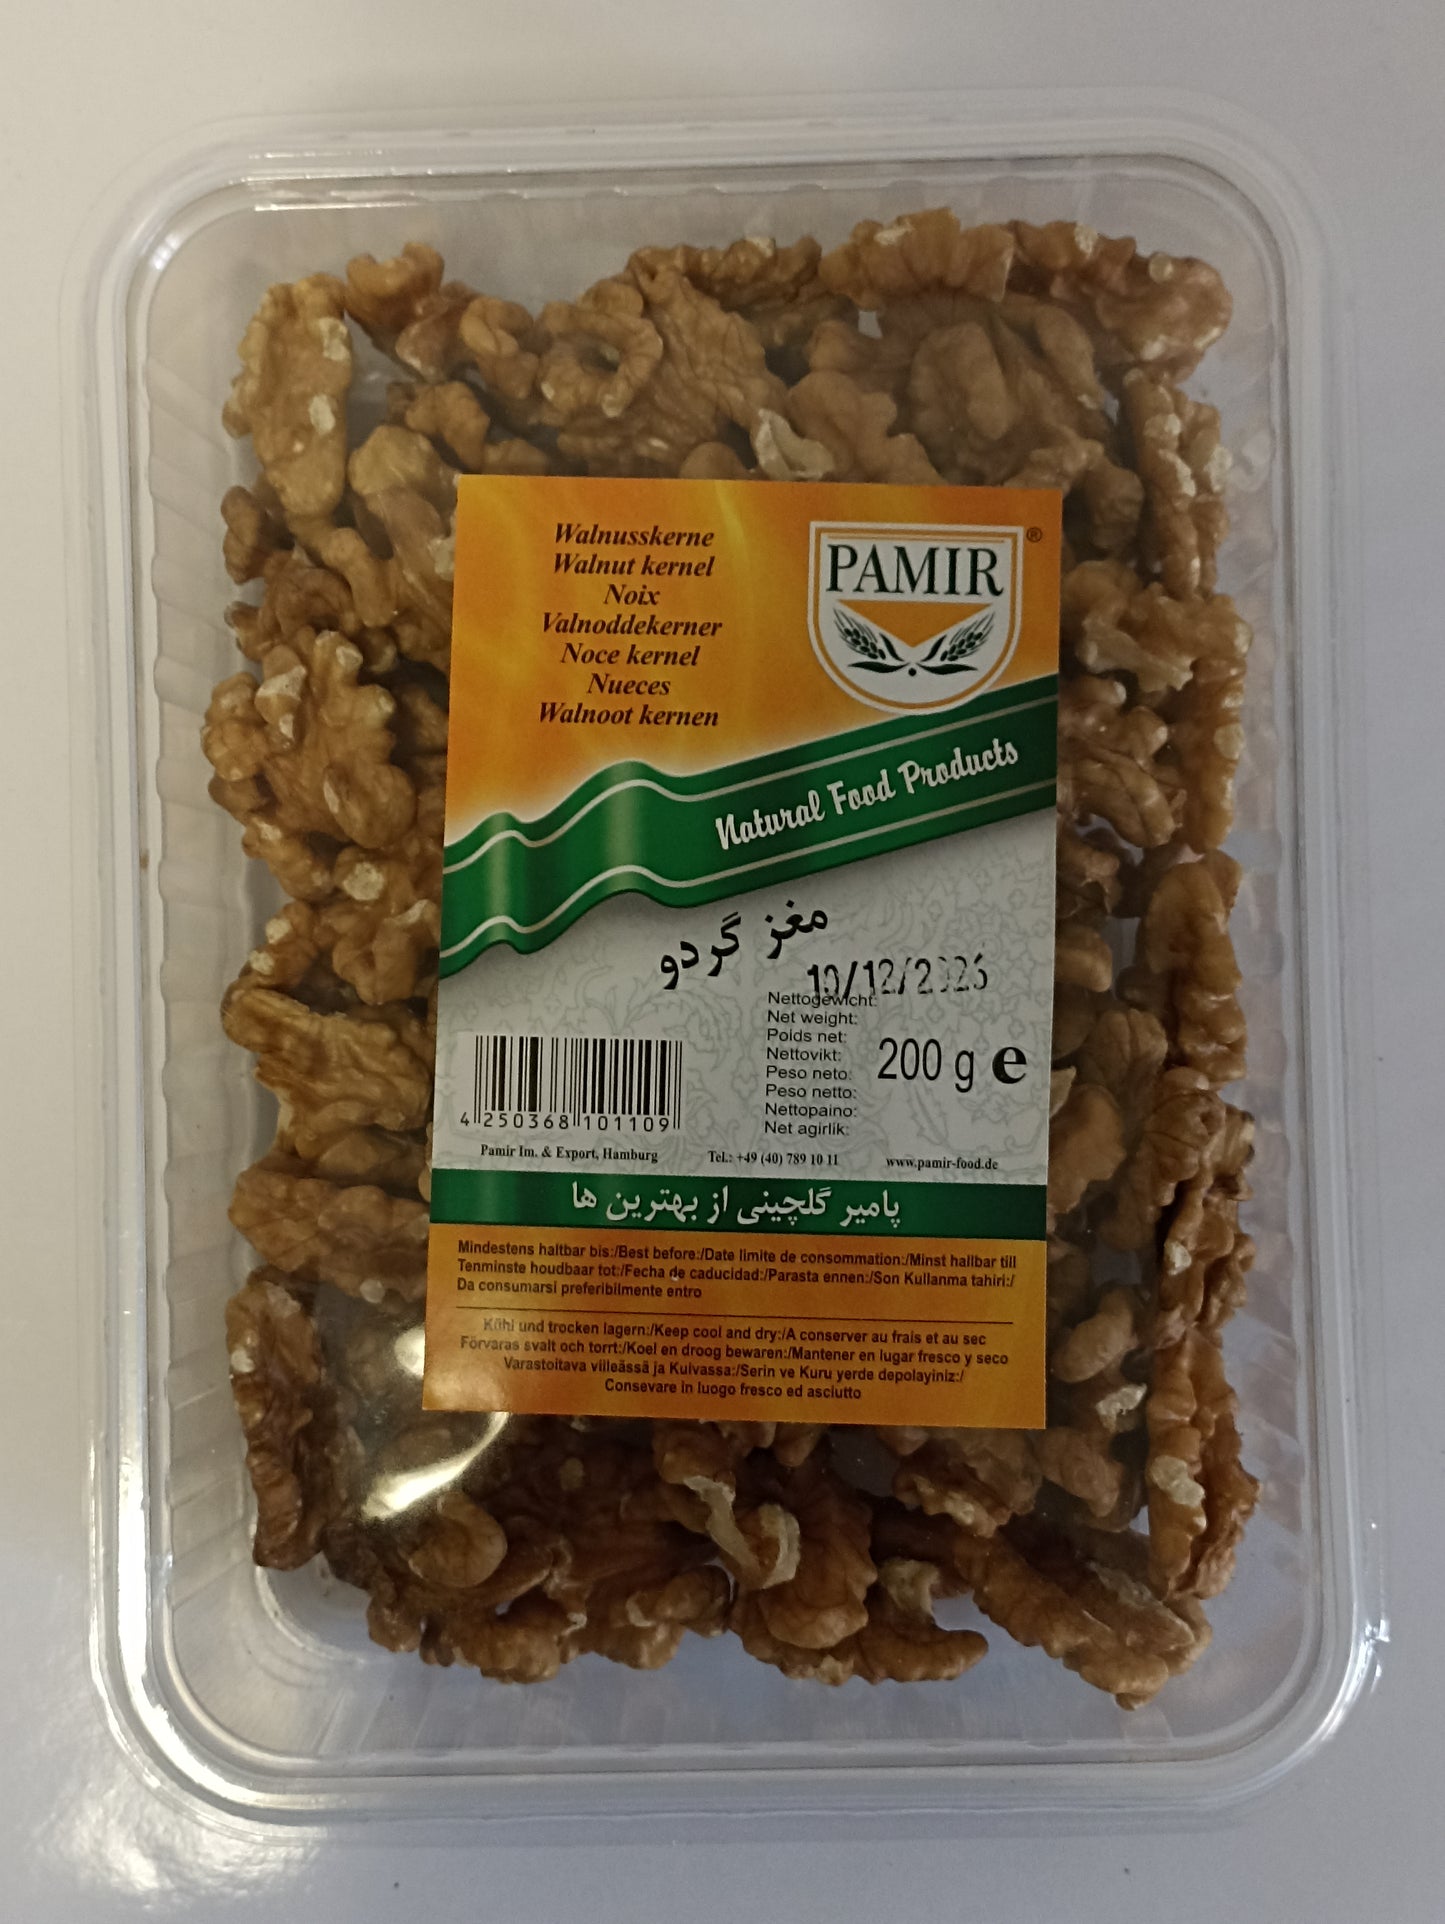 Walnusskerne
Walnut kernel
Noix
Valnoddekerner
Noce kernel
Nueces
Walnoot kernen
PAMIR®
Natural Food Products
مغز گردو
10/12/2026
Nettogewicht:
Net weight:
Poids net:
Nettovikt:
Peso neto:
Peso netto:
Nettopaino:
Net agirlik:
200 g e
4 250368 101109
Pamir Im. & Export, Hamburg Tel.: +49 (40) 789 10 11 www.pamir-food.de
پامیر گلچینی از بهترین ها
Mindestens haltbar bis:/Best before:/Date limite de consommation:/Minst hallbar till
Tenminste houdbaar tot:/Fecha de caducidad:/Parasta ennen:/Son Kullanma tahiri:/
Da consumarsi preferibilmente entro
Kühl und trocken lagern:/Keep cool and dry:/A conserver au frais et au sec
Förvaras svalt och torrt:/Koel en droog bewaren:/Mantener en lugar fresco y seco
Varastoitava viileässä ja Kuivassa:/Serin ve Kuru yerde depolayiniz:/
Consevare in luogo fresco ed asciutto